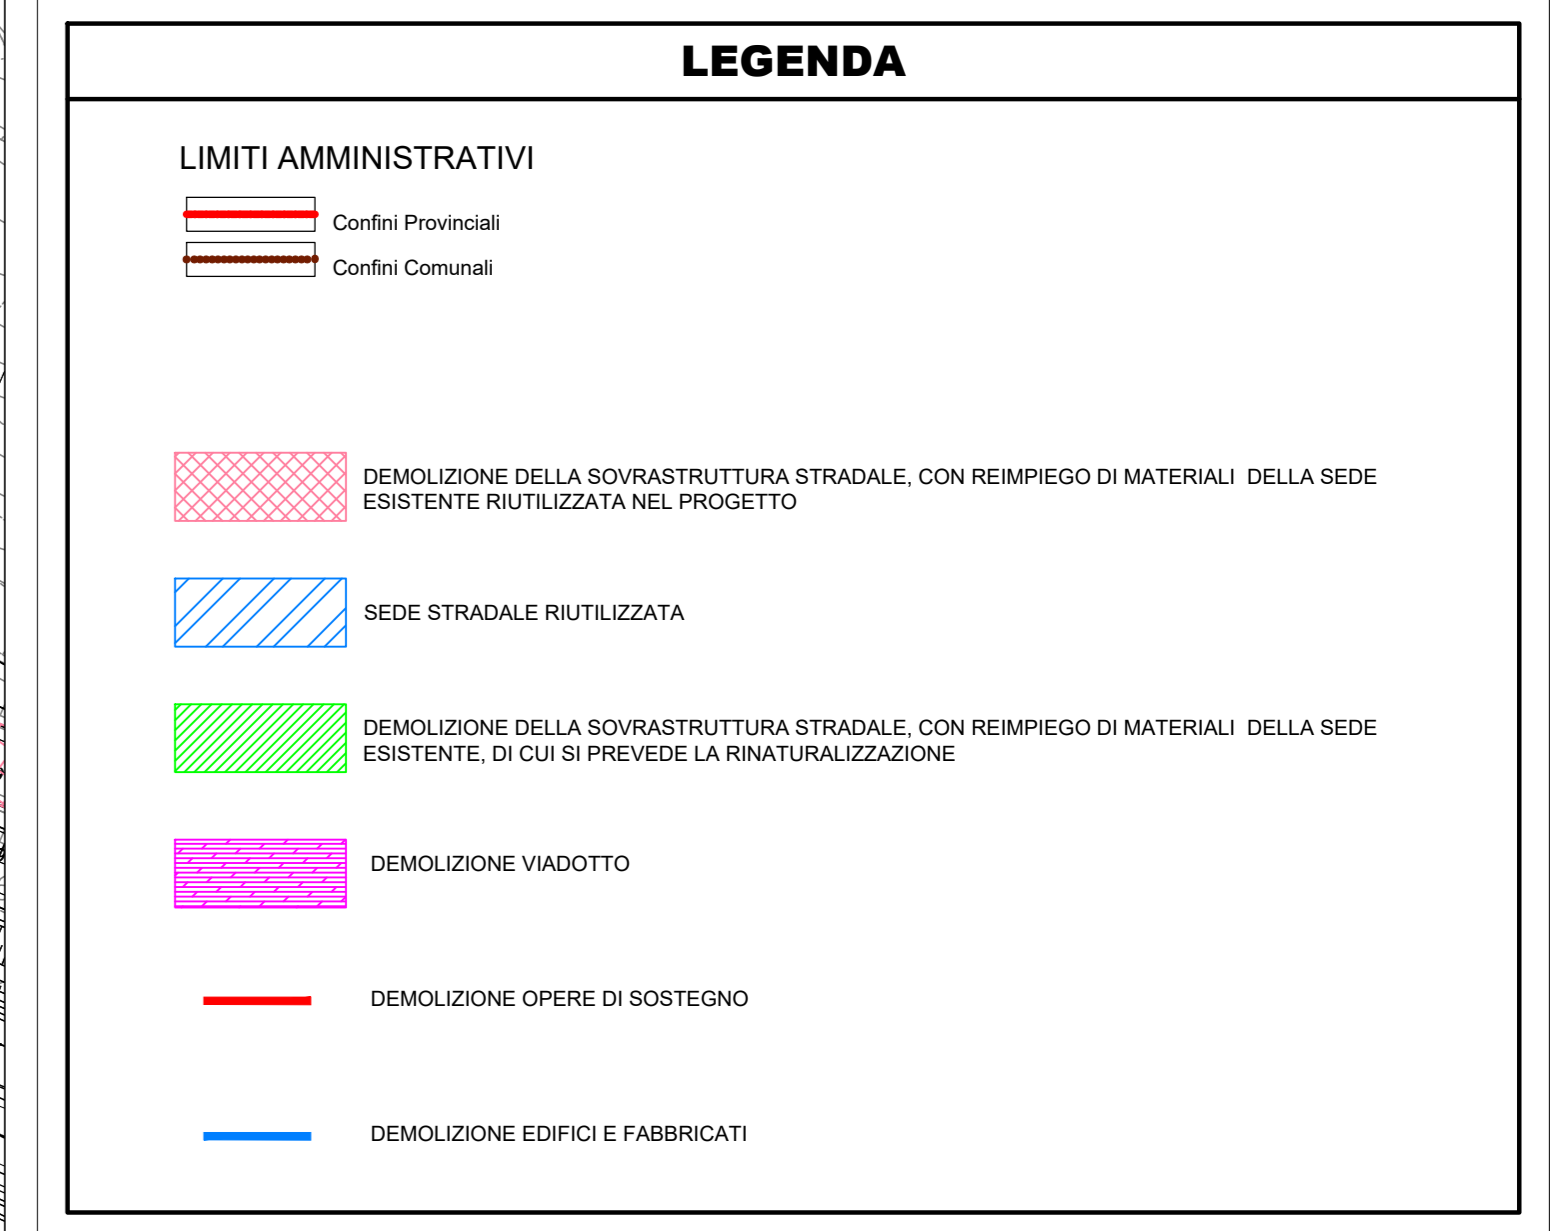 LEGENDA
LIMITI AMMINISTRATIVI
Confini Provinciali
Confini Comunali
DEMOLIZIONE DELLA SOVRASTRUTTURA STRADALE, CON REIMPIEGO DI MATERIALI DELLA SEDE
ESISTENTE RIUTILIZZATA NEL PROGETTO
SEDE STRADALE RIUTILIZZATA
DEMOLIZIONE DELLA SOVRASTRUTTURA STRADALE, CON REIMPIEGO DI MATERIALI DELLA SEDE
ESISTENTE, DI CUI SI PREVEDE LA RINATURALIZZAZIONE
DEMOLIZIONE VIADOTTO
DEMOLIZIONE OPERE DI SOSTEGNO
DEMOLIZIONE EDIFICI E FABBRICATI